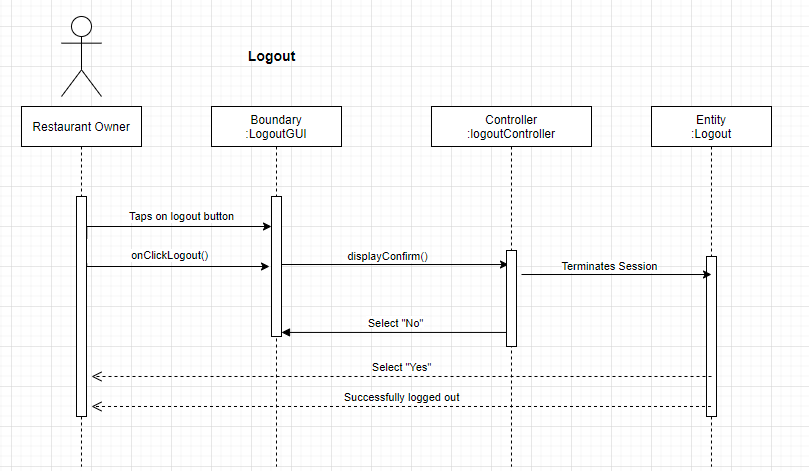 Logout
Restaurant Owner
Boundary
:LogoutGUI
Controller
:logoutController
Entity
:Logout
Taps on logout button
onClickLogout()
displayConfirm()
Terminates Session
Select "No"
Select "Yes"
Successfully logged out